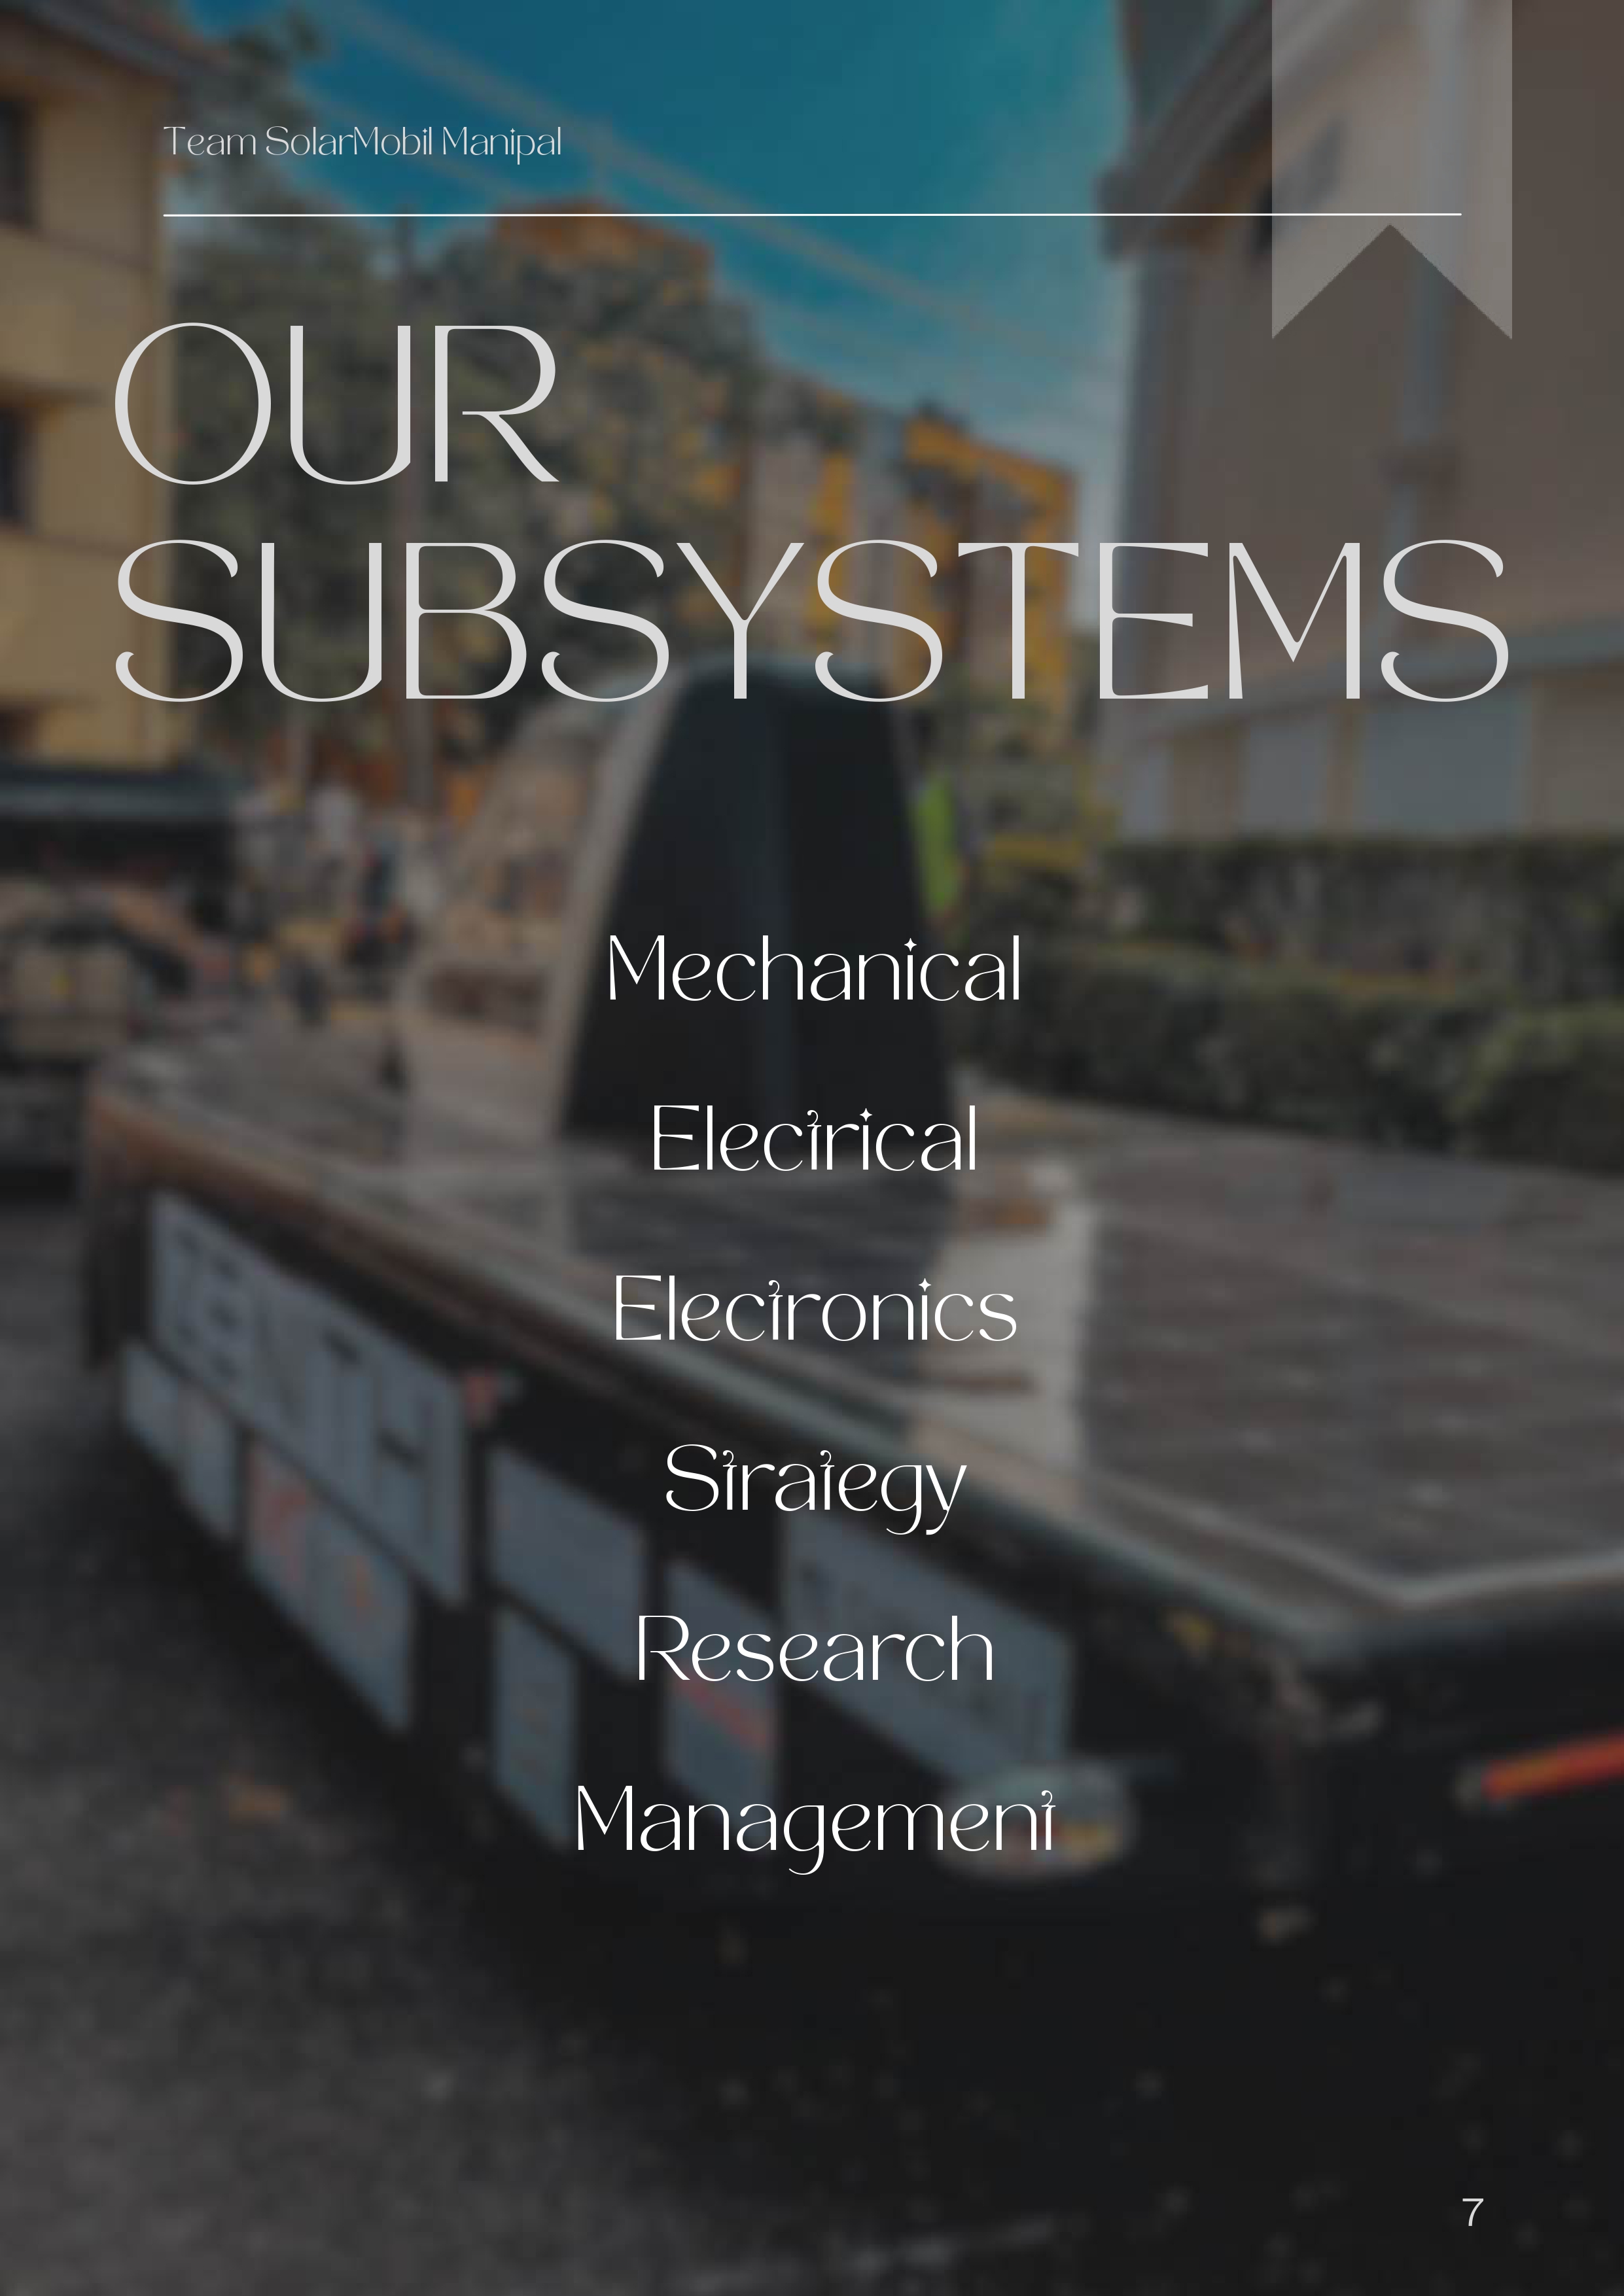 Team SolarMobil Manipal
OUR
SUBSYSTEMS
Mechanical
Electrical
Electronics
Strategy
Research
Management
7